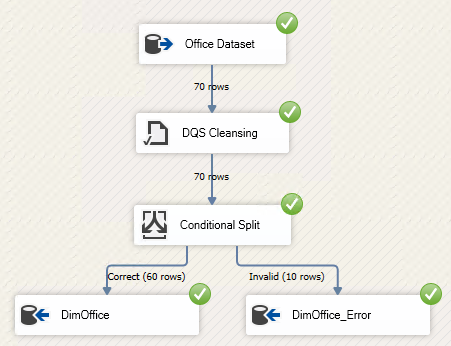 Office Dataset
70 rows
DQS Cleansing
70 rows
Conditional Split
Correct (60 rows)
Invalid (10 rows)
DimOffice
DimOffice_Error